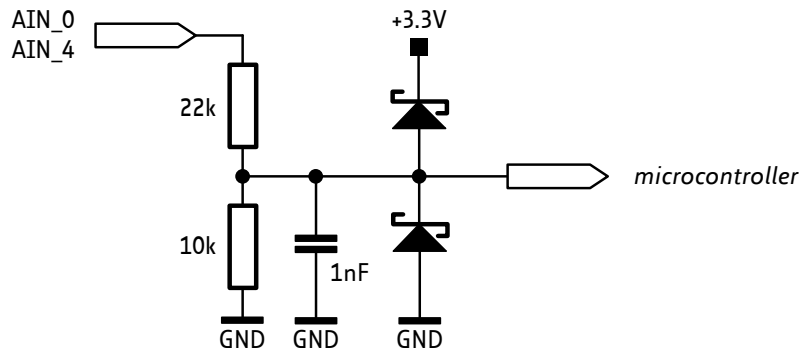 AIN_0
AIN_4
+3.3V
22k
microcontroller
10k
1nF
GND
GND
GND